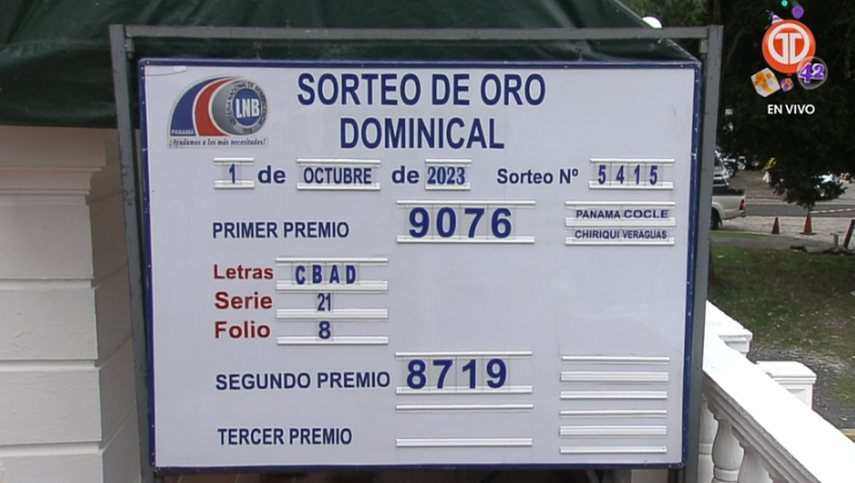 SORTEO DE ORO
DOMINICAL
LNB
PANAMA
¡Ayudamos a los más necesitados!
1 de OCTUBRE de 2023 Sorteo Nº 5415
PRIMER PREMIO 9076 PANAMA COCLE
CHIRIQUI VERAGUAS
Letras CBAD
Serie 21
Folio 8
SEGUNDO PREMIO 8719
TERCER PREMIO
42
EN VIVO